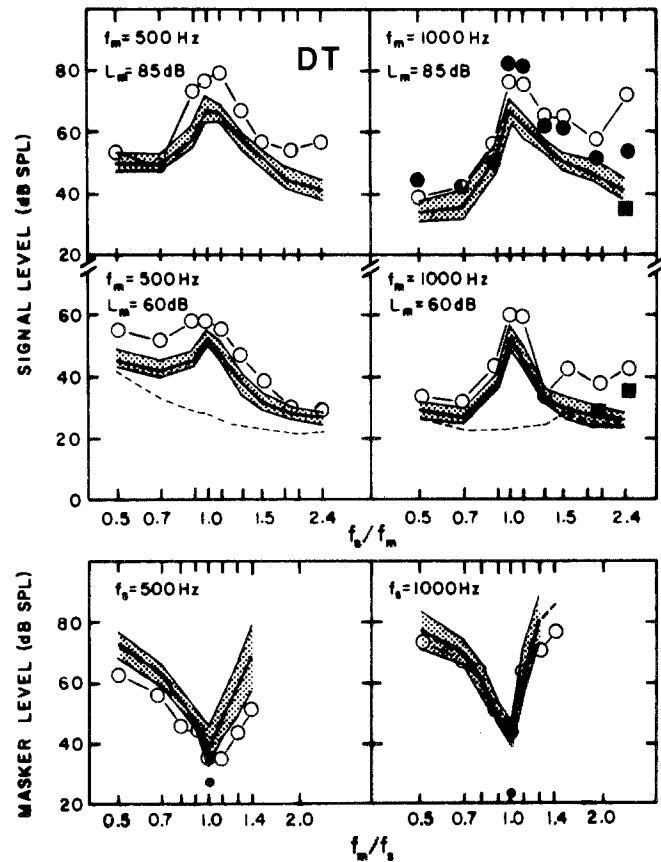 fm = 500 Hz
Lm = 85 dB
DT
fm = 1000 Hz
Lm = 85 dB
80
60
40
20
SIGNAL LEVEL (dB SPL)
fm = 500 Hz
Lm = 60 dB
fm = 1000 Hz
Lm = 60 dB
60
40
20
0
0.5 0.7 1.0 1.5 2.4 0.5 0.7 1.0 1.5 2.4
fs/fm
fs = 500 Hz
fs = 1000 Hz
80
60
40
20
MASKER LEVEL (dB SPL)
0.5 0.7 1.0 2.0 0.5 0.7 1.0 2.0
fm/fs